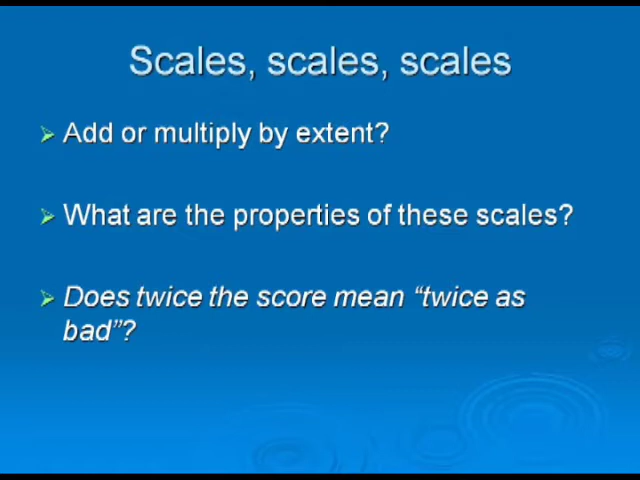 Scales, scales, scales
Add or multiply by extent?
What are the properties of these scales?
Does twice the score mean “twice as
bad”?